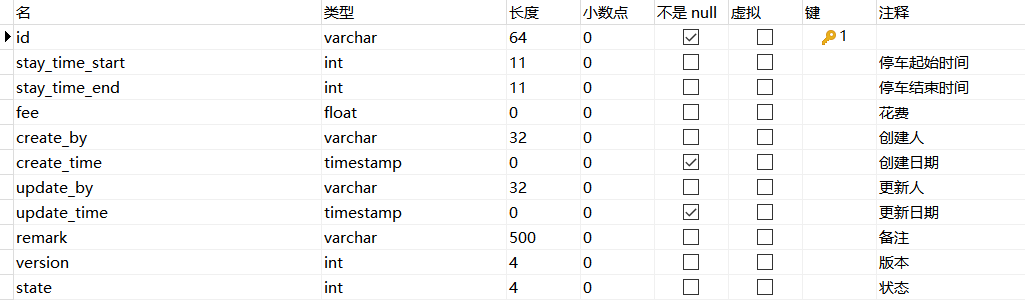 名 类型 长度 小数点 不是 null 虚拟 键 注释
id varchar 64 0 1
stay_time_start int 11 0 停车起始时间
stay_time_end int 11 0 停车结束时间
fee float 0 0 花费
create_by varchar 32 0 创建人
create_time timestamp 0 0 创建日期
update_by varchar 32 0 更新人
update_time timestamp 0 0 更新日期
remark varchar 500 0 备注
version int 4 0 版本
state int 4 0 状态